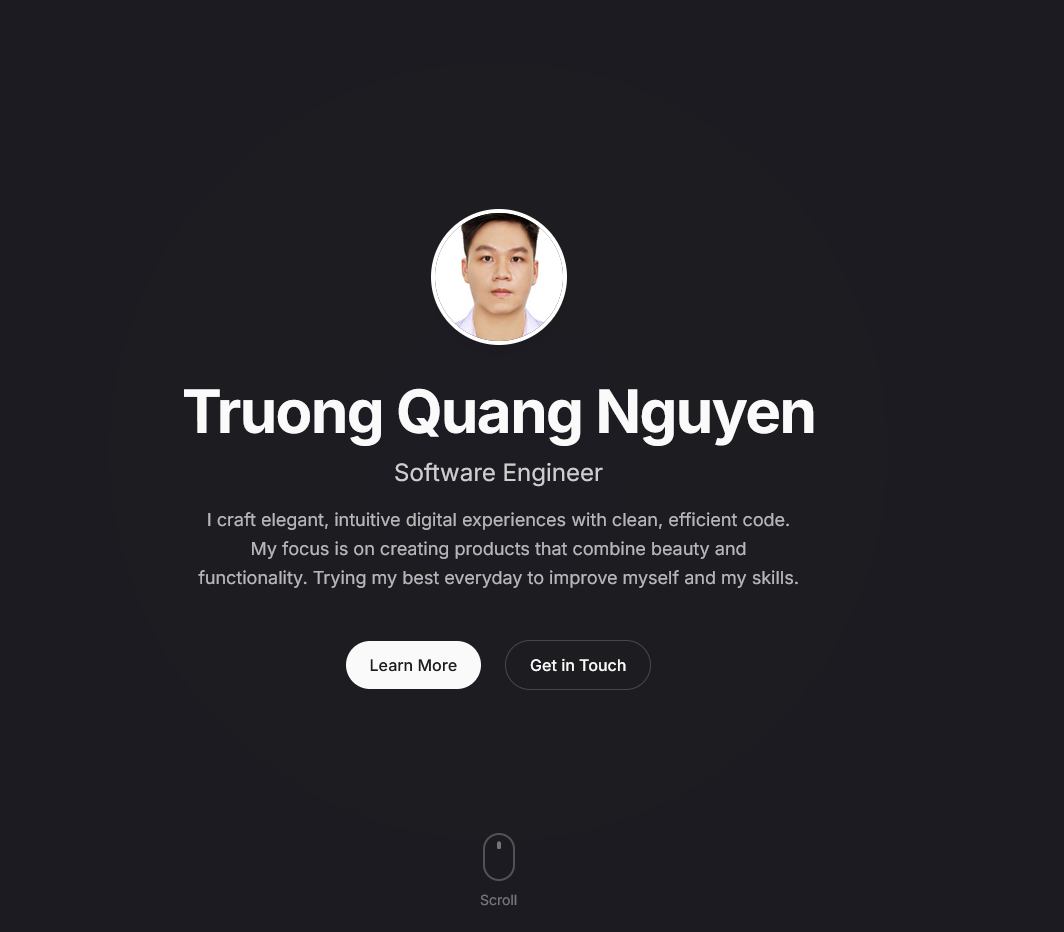 Truong Quang Nguyen
Software Engineer
I craft elegant, intuitive digital experiences with clean, efficient code.
My focus is on creating products that combine beauty and
functionality. Trying my best everyday to improve myself and my skills.
Learn More
Get in Touch
Scroll